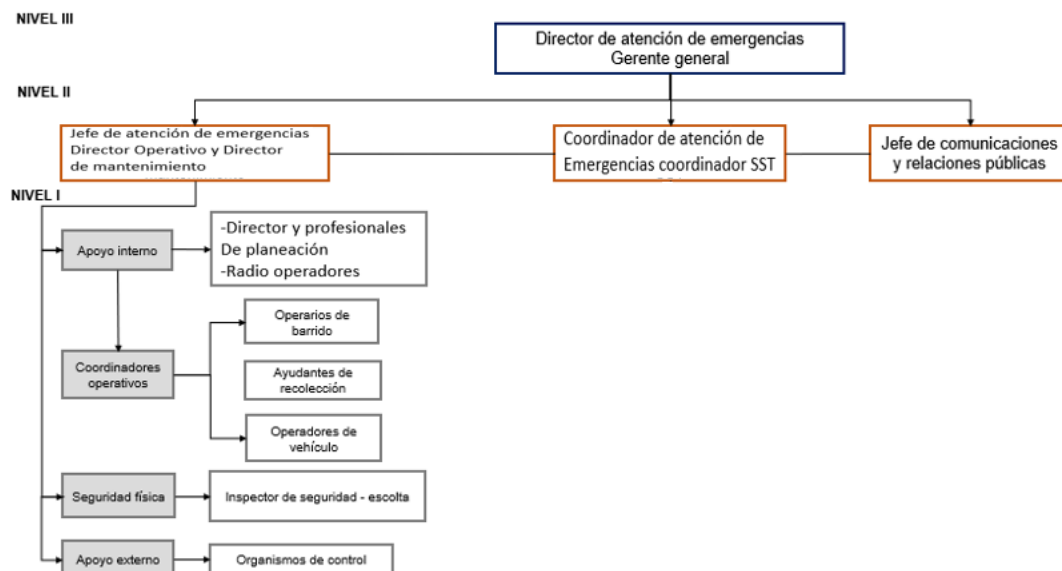 NIVEL III
Director de atención de emergencias
Gerente general
NIVEL II
Jefe de atención de emergencias
Director Operativo y Director
de mantenimiento
Coordinador de atención de
Emergencias coordinador SST
Jefe de comunicaciones
y relaciones públicas
NIVEL I
Apoyo interno
-Director y profesionales
De planeación
-Radio operadores
Operarios de
barrido
Coordinadores
operativos
Ayudantes de
recolección
Operadores de
vehículo
Seguridad física
Inspector de seguridad - escolta
Apoyo externo
Organismos de control